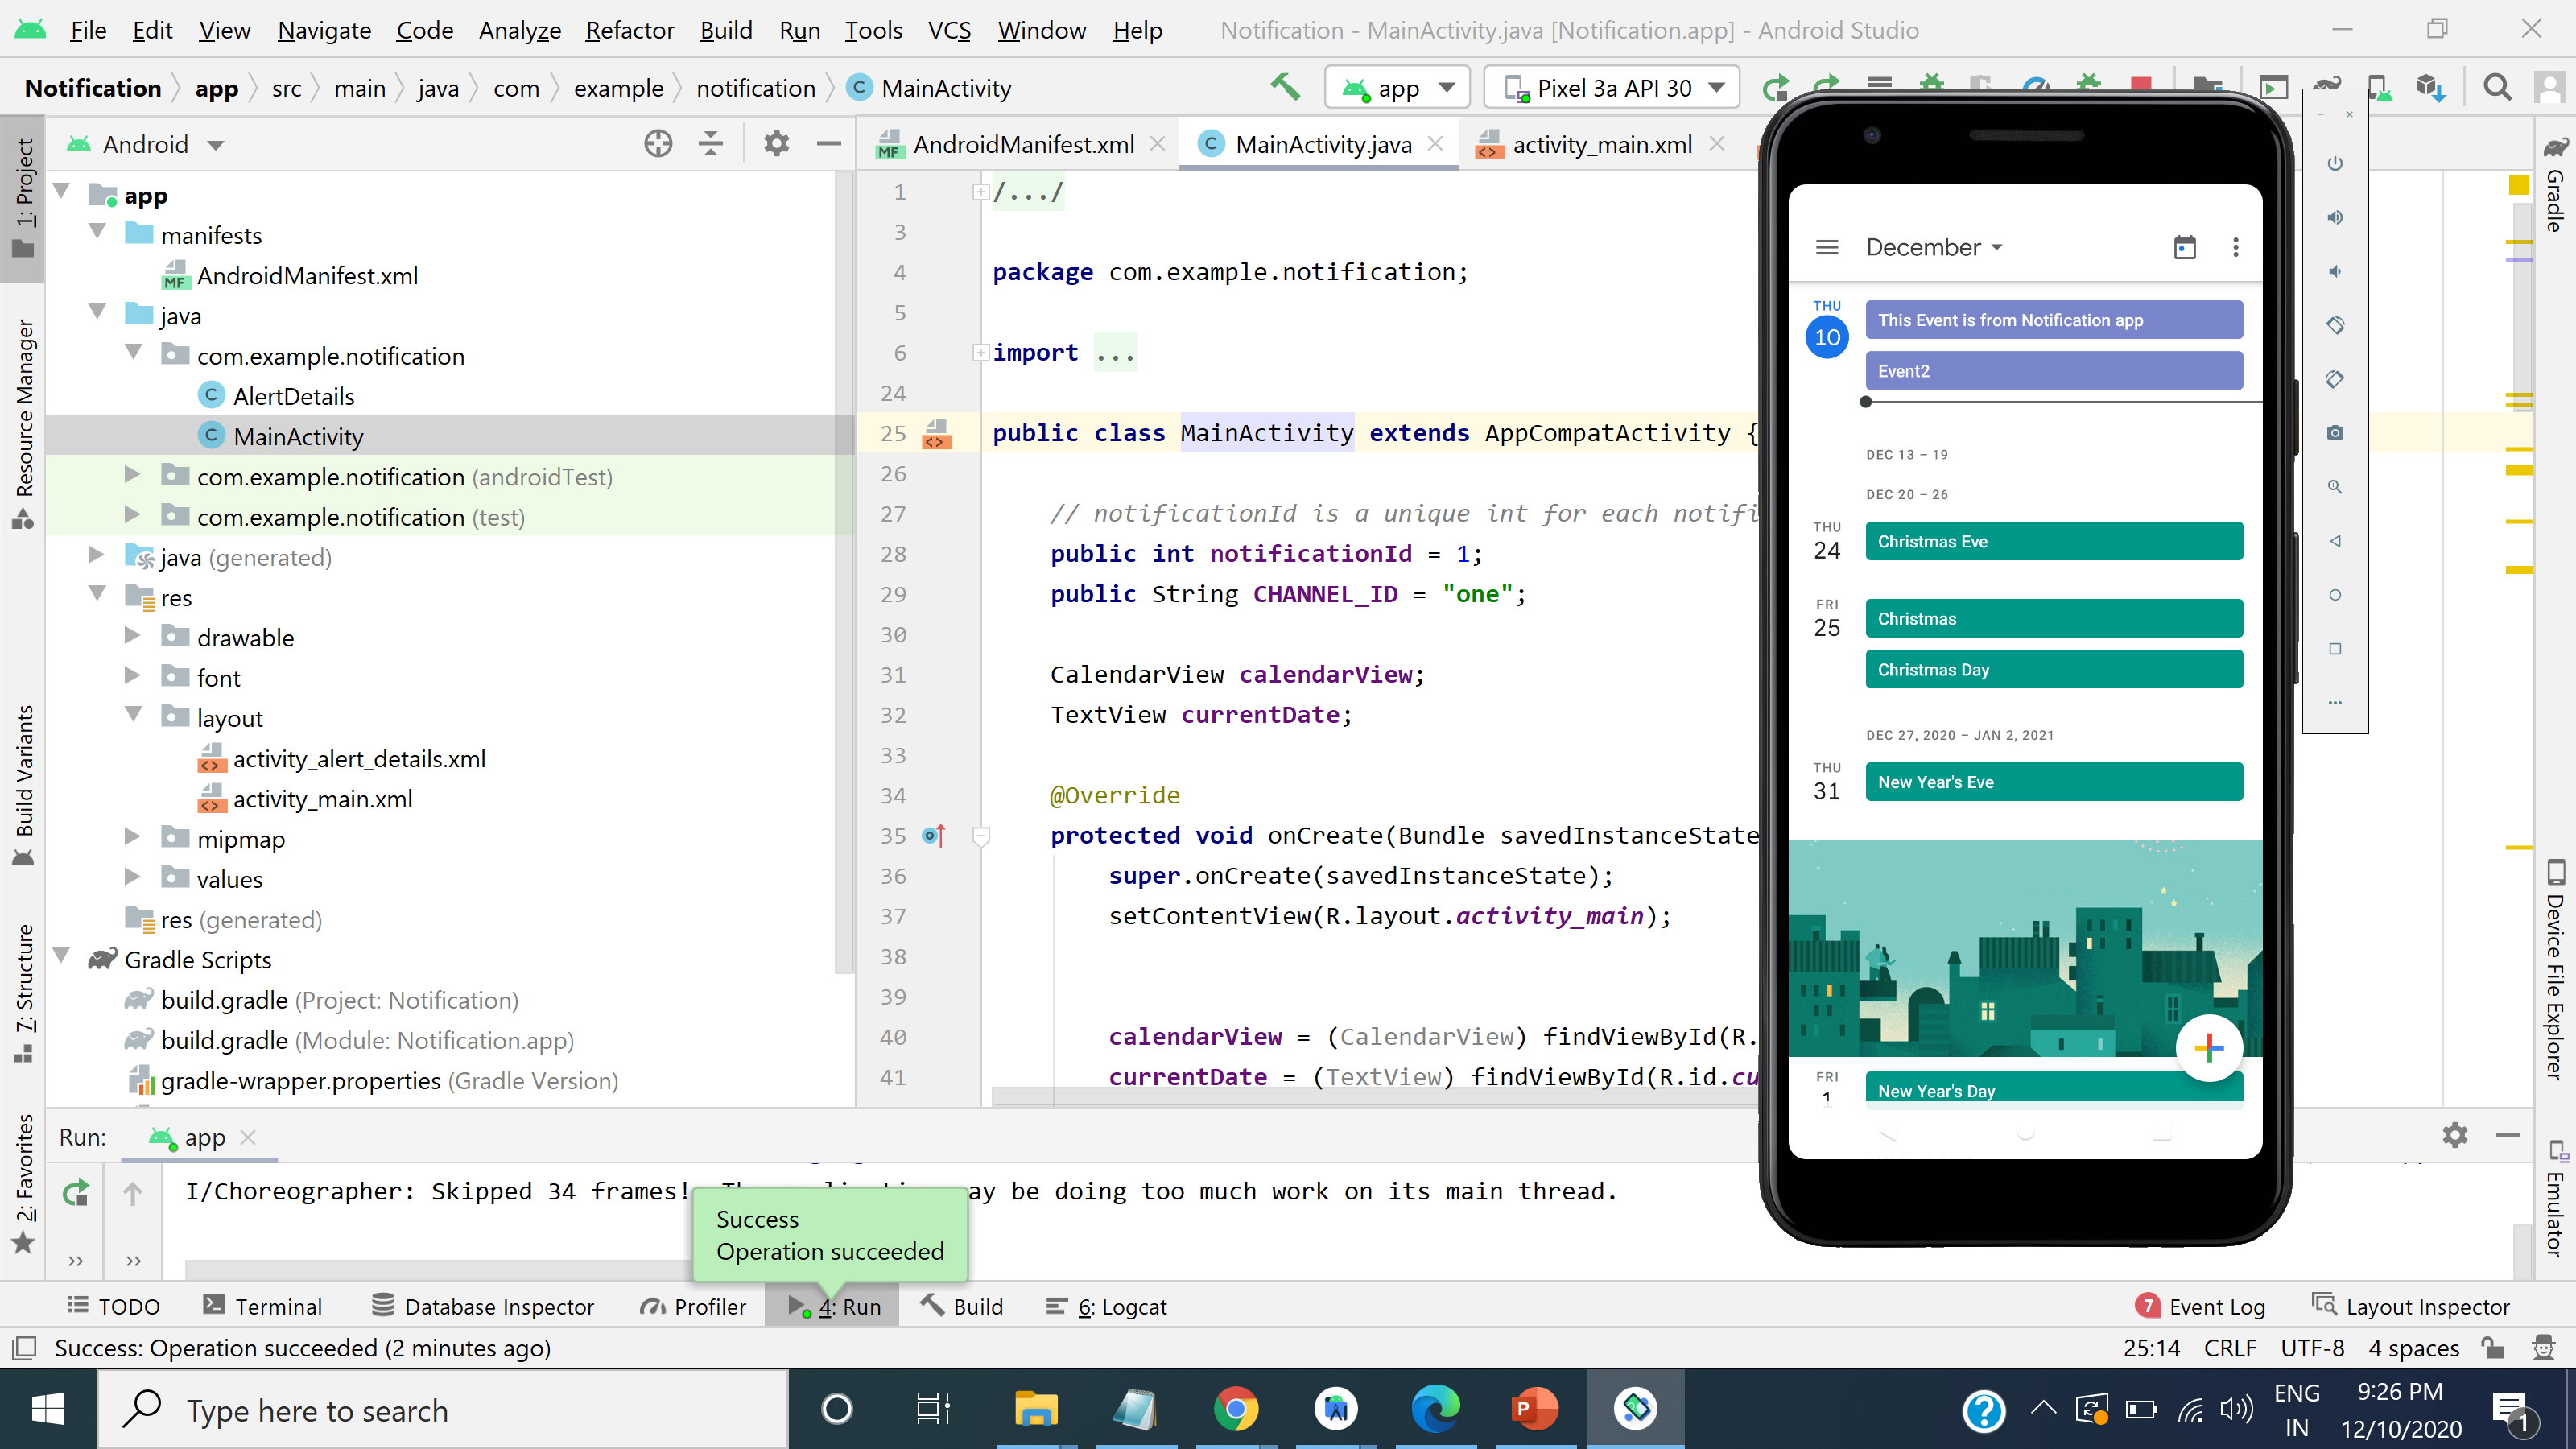 File Edit View Navigate Code Analyze Refactor Build Run Tools VCS Window Help Notification - MainActivity.java [Notification.app] - Android Studio
Notification app src main java com example notification MainActivity app Pixel 3a API 30
Android
AndroidManifest.xml MainActivity.java activity_main.xml
1: Project
Resource Manager
Build Variants
7: Structure
2: Favorites
app
manifests
AndroidManifest.xml
java
com.example.notification
AlertDetails
MainActivity
com.example.notification (androidTest)
com.example.notification (test)
java (generated)
res
drawable
font
layout
activity_alert_details.xml
activity_main.xml
mipmap
values
res (generated)
Gradle Scripts
build.gradle (Project: Notification)
build.gradle (Module: Notification.app)
gradle-wrapper.properties (Gradle Version)
1 /.../
3
4 package com.example.notification;
5
6 import ...
24
25 public class MainActivity extends AppCompatActivity {
26
27 // notificationId is a unique int for each notifi
28 public int notificationId = 1;
29 public String CHANNEL_ID = "one";
30
31 CalendarView calendarView;
32 TextView currentDate;
33
34 @Override
35 protected void onCreate(Bundle savedInstanceState
36 super.onCreate(savedInstanceState);
37 setContentView(R.layout.activity_main);
38
39
40 calendarView = (CalendarView) findViewById(R.
41 currentDate = (TextView) findViewById(R.id.cu
December
THU
10
This Event is from Notification app
Event2
DEC 13 – 19
DEC 20 – 26
THU
24
Christmas Eve
FRI
25
Christmas
Christmas Day
DEC 27, 2020 – JAN 2, 2021
THU
31
New Year's Eve
FRI
1
New Year's Day
Gradle
Device File Explorer
Emulator
Run: app
I/Choreographer: Skipped 34 frames! ay be doing too much work on its main thread.
Success
Operation succeeded
TODO Terminal Database Inspector Profiler 4: Run Build 6: Logcat 7 Event Log Layout Inspector
Success: Operation succeeded (2 minutes ago) 25:14 CRLF UTF-8 4 spaces
Type here to search
ENG
IN
9:26 PM
12/10/2020
1